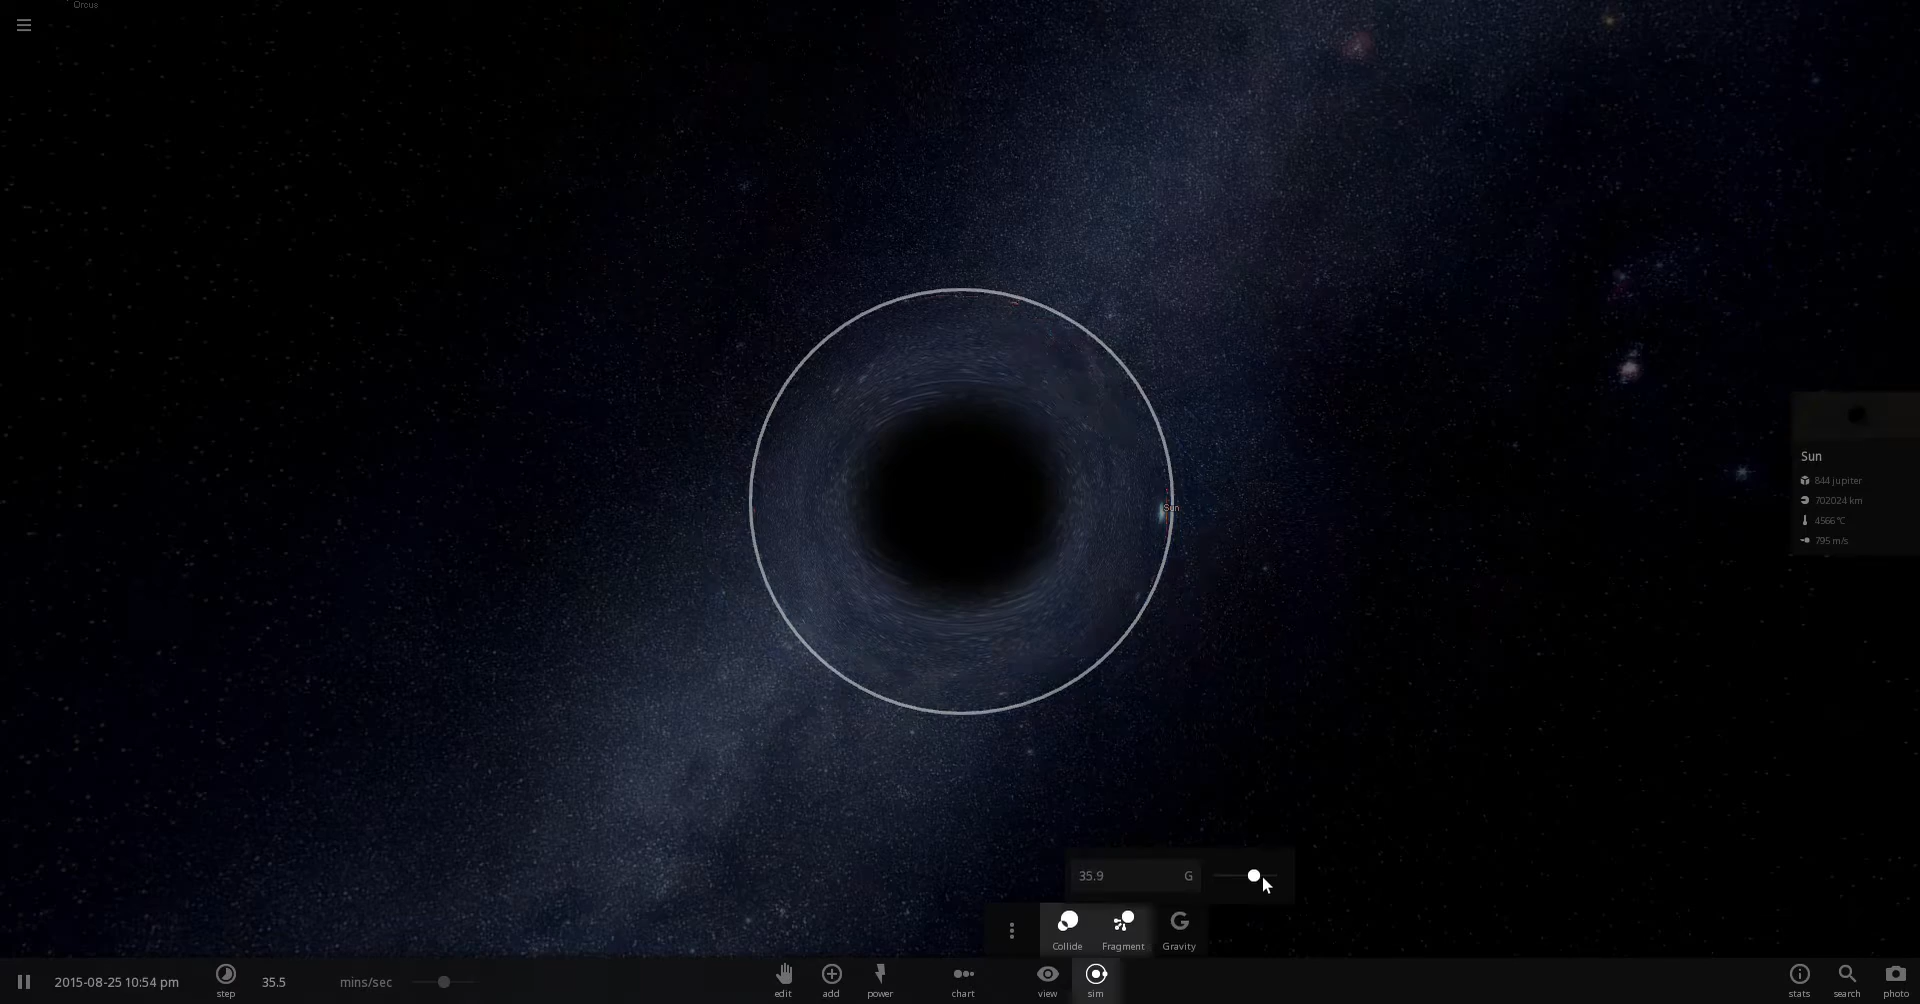 Orcus
Sun
Sun
844 jupiter
702024 km
4566 °C
795 m/s
35.9 G
Collide Fragment Gravity
2015-08-25 10:54 pm step 35.5 mins/sec edit add power chart view sim stats search photo